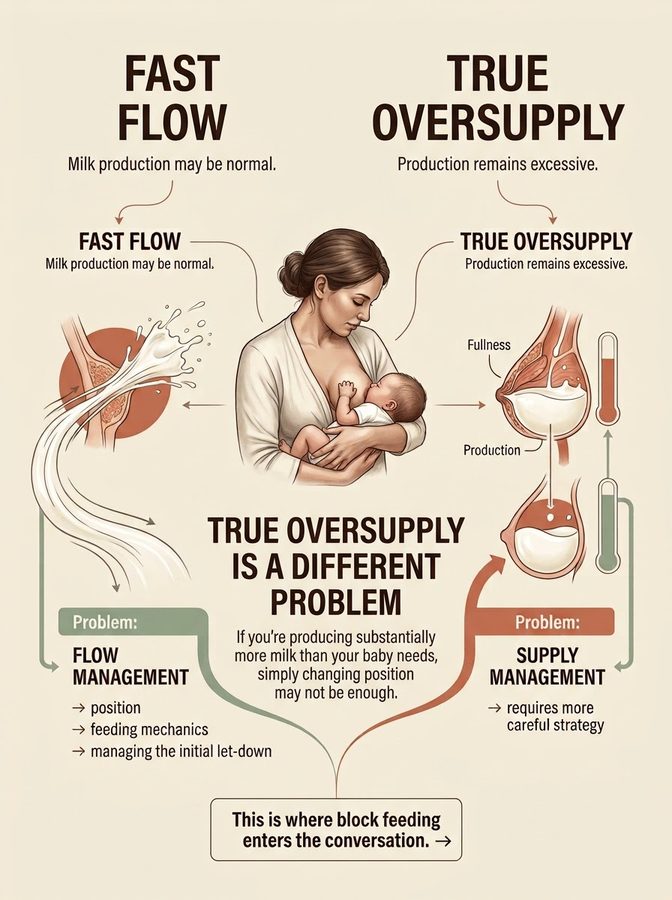 FAST
FLOW
Milk production may be normal.
TRUE
OVERSUPPLY
Production remains excessive.
FAST FLOW
Milk production may be normal.
TRUE OVERSUPPLY
Production remains excessive.
Fullness
Production
TRUE OVERSUPPLY
IS A DIFFERENT
PROBLEM
If you're producing substantially
more milk than your baby needs,
simply changing position
may not be enough.
Problem:
FLOW
MANAGEMENT
→ position
→ feeding mechanics
→ managing the initial let-down
Problem:
SUPPLY
MANAGEMENT
→ requires more
careful strategy
This is where block feeding
enters the conversation. →